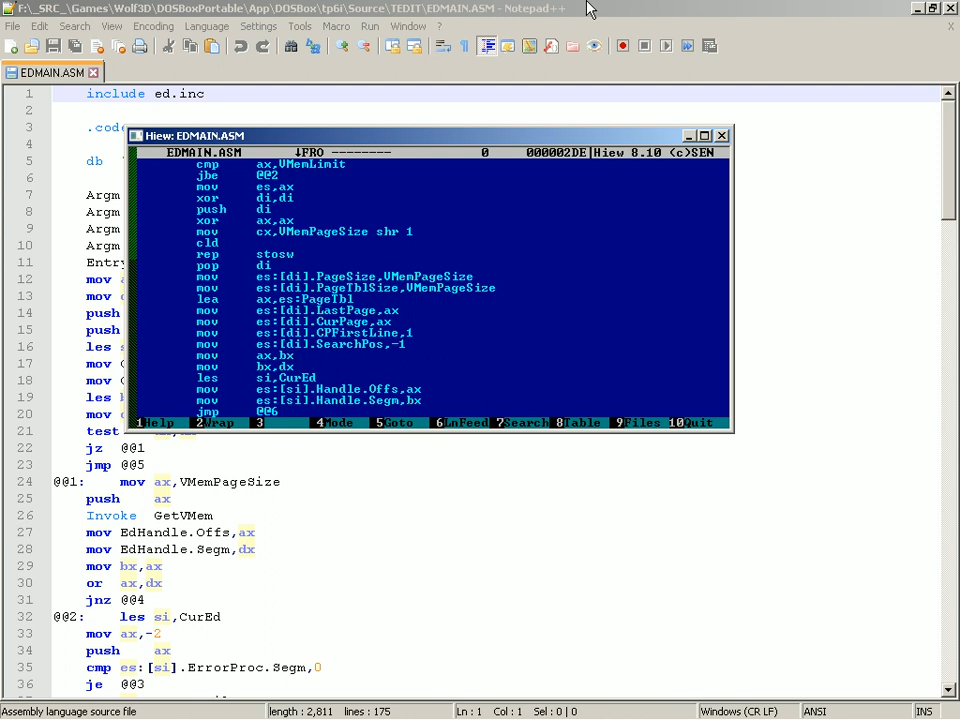 F:\_SRC_\Games\Wolf3D\DOSBoxPortable\App\DOSBox\tp6i\Source\TEDIT\EDMAIN.ASM - Notepad++
File Edit Search View Encoding Language Settings Tools Macro Run Window ? X
EDMAIN.ASM
1 include ed.inc
2
3 .code
4
5 db
6
7 Argm
8 Argm
9 Argm
10 Argm
11 Entry
12 mov
13 mov
14 push
15 push
16 les
17 mov
18 mov
19 les
20 mov
21 test
22 jz @@1
23 jmp @@5
24 @@1: mov ax,VMemPageSize
25 push ax
26 Invoke GetVMem
27 mov EdHandle.Offs,ax
28 mov EdHandle.Segm,dx
29 mov bx,ax
30 or ax,dx
31 jnz @@4
32 @@2: les si,CurEd
33 mov ax,-2
34 push ax
35 cmp es:[si].ErrorProc.Segm,0
36 je @@3
Hiew: EDMAIN.ASM
EDMAIN.ASM ↓FRO -------- 0 000002DE|Hiew 8.10 (c)SEN
cmp ax,VMemLimit
jbe @@2
mov es,ax
xor di,di
push di
xor ax,ax
mov cx,VMemPageSize shr 1
cld
rep stosw
pop di
mov es:[di].PageSize,VMemPageSize
mov es:[di].PageTblSize,VMemPageSize
lea ax,es:PageTbl
mov es:[di].LastPage,ax
mov es:[di].CurPage,ax
mov es:[di].CPFirstLine,1
mov es:[di].SearchPos,-1
mov ax,bx
mov bx,dx
les si,CurEd
mov es:[si].Handle.Offs,ax
mov es:[si].Handle.Segm,bx
jmp @@6
1Help 2Wrap 3 4Mode 5Goto 6LnFeed 7Search 8Table 9Files 10Quit
Assembly language source file length : 2,811 lines : 175 Ln : 1 Col : 1 Sel : 0 | 0 Windows (CR LF) ANSI INS